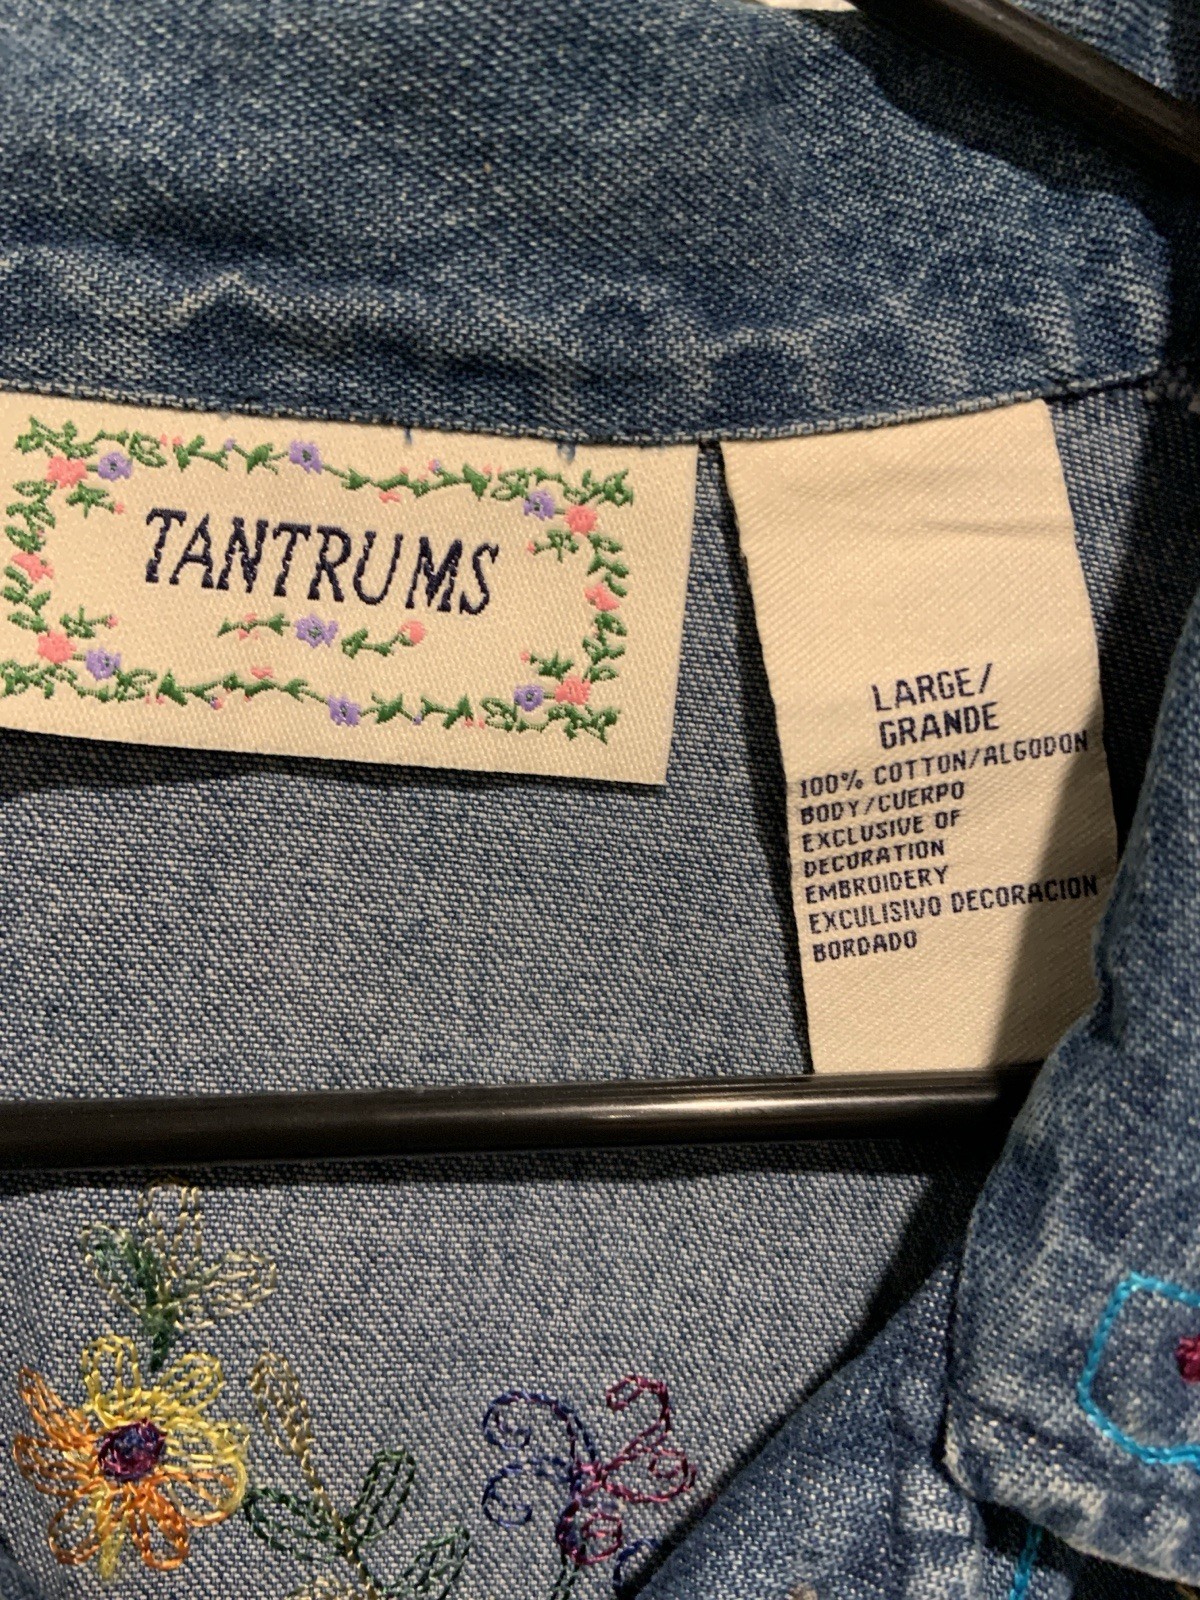 TANTRUMS
LARGE/
GRANDE
100% COTTON/ALGODON
BODY/CUERPO
EXCLUSIVE OF
DECORATION
EMBROIDERY
EXCULISIVO DECORACION
BORDADO